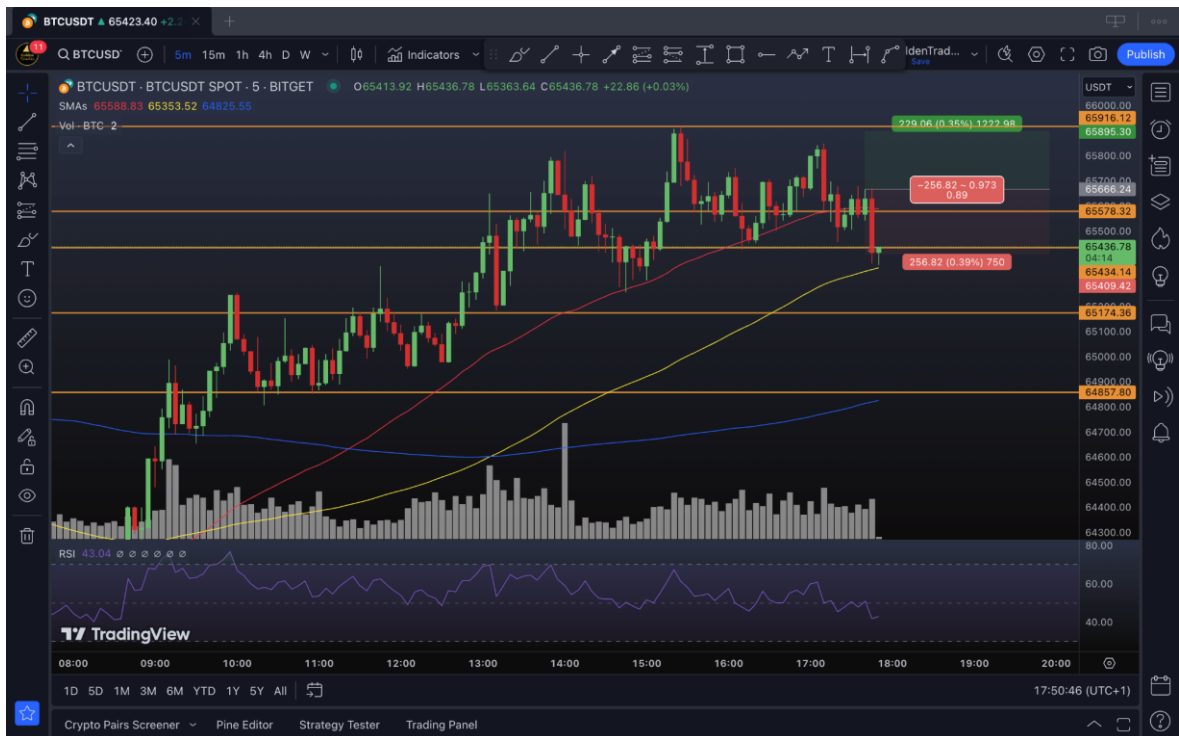 BTCUSDT ▲ 65423.40 +2.2
11
BTCUSD
5m 15m 1h 4h D W
Indicators
ldenTrad...
Save
Publish
BTCUSDT · BTCUSDT SPOT · 5 · BITGET
O65413.92 H65436.78 L65363.64 C65436.78 +22.86 (+0.03%)
SMAs 65588.83 65353.52 64825.55
Vol · BTC 2
USDT
66000.00
65916.12
65895.30
65800.00
65700.00
65666.24
65578.32
65500.00
65436.78
04:14
65434.14
65409.42
65174.36
65100.00
65000.00
64900.00
64857.80
64800.00
64700.00
64600.00
64500.00
64400.00
64300.00
229.06 (0.35%) 1222.98
−256.82 ~ 0.973
0.89
256.82 (0.39%) 750
RSI 43.04 ∅ ∅ ∅ ∅ ∅ ∅
80.00
60.00
40.00
TradingView
08:00 09:00 10:00 11:00 12:00 13:00 14:00 15:00 16:00 17:00 18:00 19:00 20:00
1D 5D 1M 3M 6M YTD 1Y 5Y All
17:50:46 (UTC+1)
Crypto Pairs Screener Pine Editor Strategy Tester Trading Panel